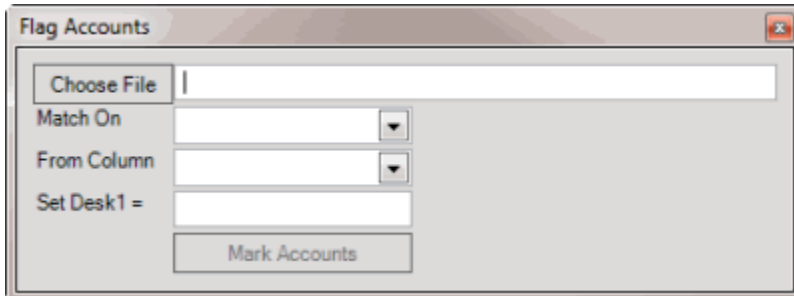 Flag Accounts
Choose File
Match On
From Column
Set Desk1 =
Mark Accounts